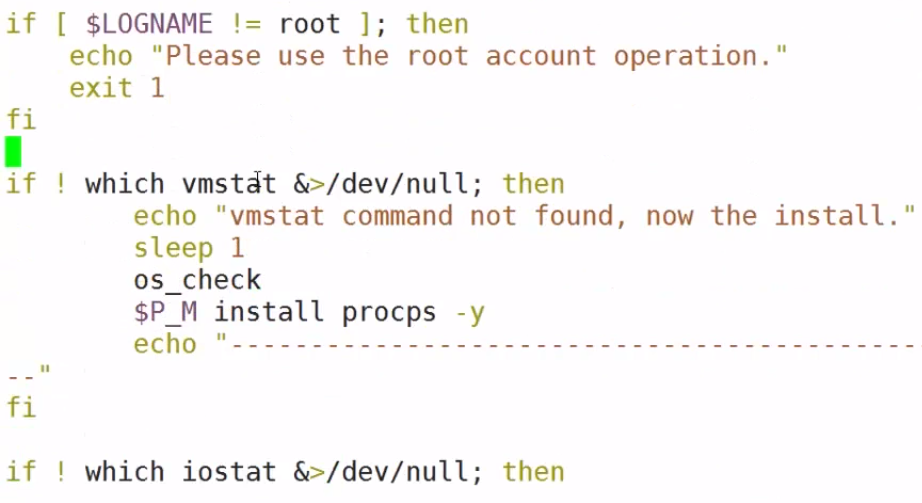 if [ $LOGNAME != root ]; then
    echo "Please use the root account operation."
    exit 1
fi
if ! which vmstat &>/dev/null; then
        echo "vmstat command not found, now the install."
        sleep 1
        os_check
        $P_M install procps -y
        echo "-------------------------------------------
--"
fi
if ! which iostat &>/dev/null; then